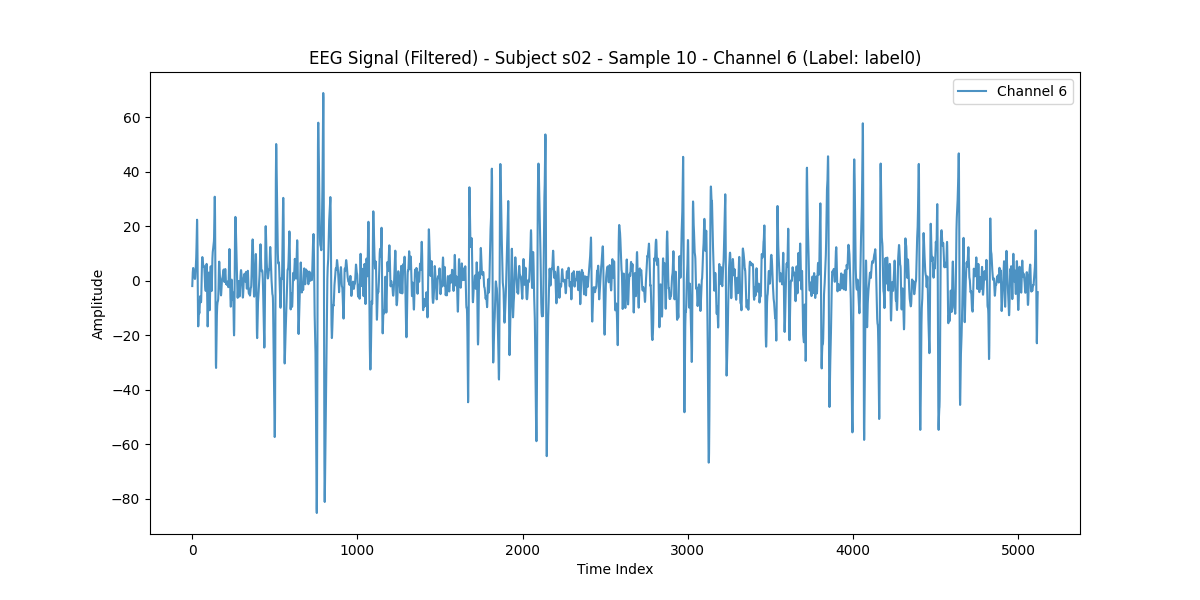 EEG Signal (Filtered) - Subject s02 - Sample 10 - Channel 6 (Label: label0)
Channel 6
60
40
20
0
−20
−40
−60
−80
Amplitude
0 1000 2000 3000 4000 5000
Time Index